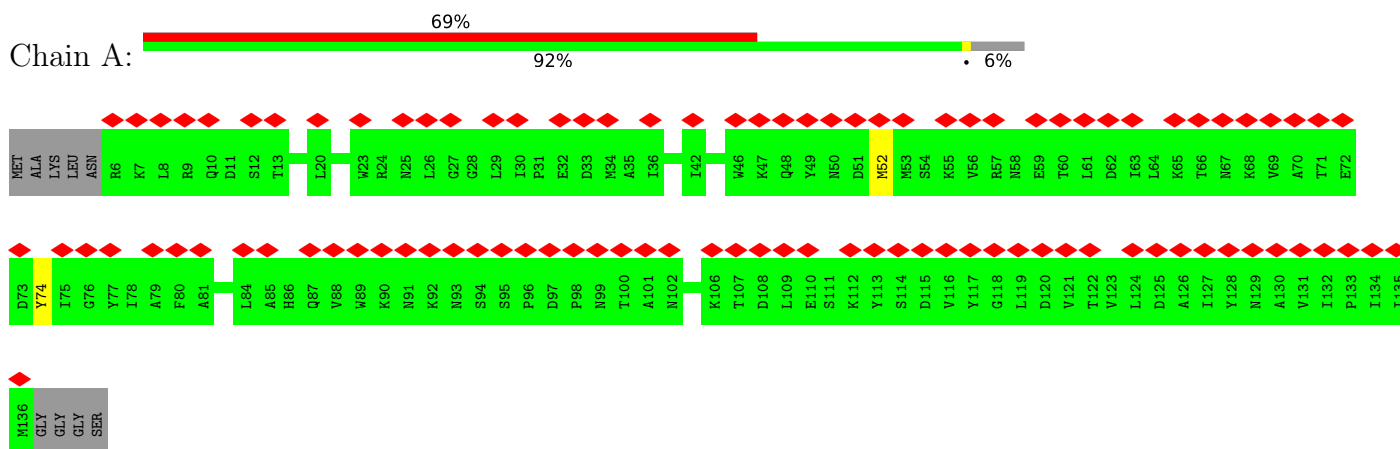 69%
Chain A:
92% • 6%
MET ALA LYS LEU ASN R6 K7 L8 R9 Q10 D11 S12 T13 L20 W23 R24 N25 L26 G27 G28 L29 I30 P31 E32 D33 M34 A35 I36 I42 W46 K47 Q48 Y49 N50 D51 M52 M53 S54 K55 V56 R57 N58 E59 T60 L61 D62 I63 L64 K65 T66 N67 K68 V69 A70 T71 E72
D73 Y74 I75 G76 Y77 I78 A79 F80 A81 L84 A85 H86 Q87 V88 W89 K90 N91 K92 N93 S94 S95 P96 D97 P98 N99 T100 A101 N102 K106 T107 D108 L109 E110 S111 K112 Y113 S114 D115 V116 Y117 G118 L119 D120 V121 T122 V123 L124 D125 A126 I127 Y128 N129 A130 V131 I132 P133 I134 I135
M136 GLY GLY GLY SER